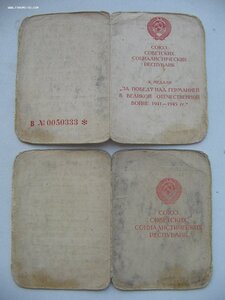 СОЮЗ
СОВЕТСКИХ
СОЦИАЛИСТИЧЕСКИХ
РЕСПУБЛИК
К МЕДАЛИ
"ЗА ПОБЕДУ НАД ГЕРМАНИЕЙ
В ВЕЛИКОЙ ОТЕЧЕСТВЕННОЙ
ВОЙНЕ 1941—1945 гг."
В № 0050333 ✻
СОЮЗ
СОВЕТСКИХ
СОЦИАЛИСТИЧЕСКИХ
РЕСПУБЛИК